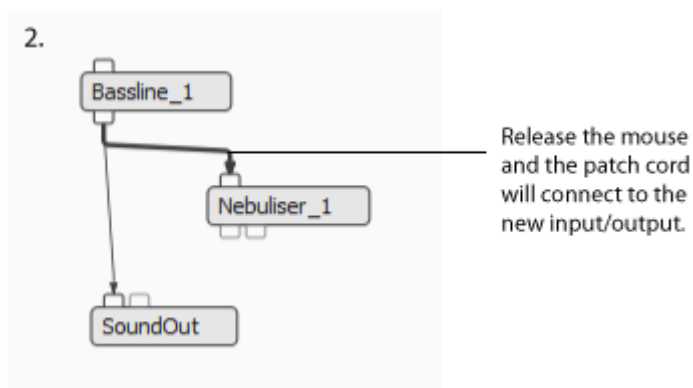 2.
Bassline_1
Release the mouse
and the patch cord
will connect to the
new input/output.
Nebuliser_1
SoundOut